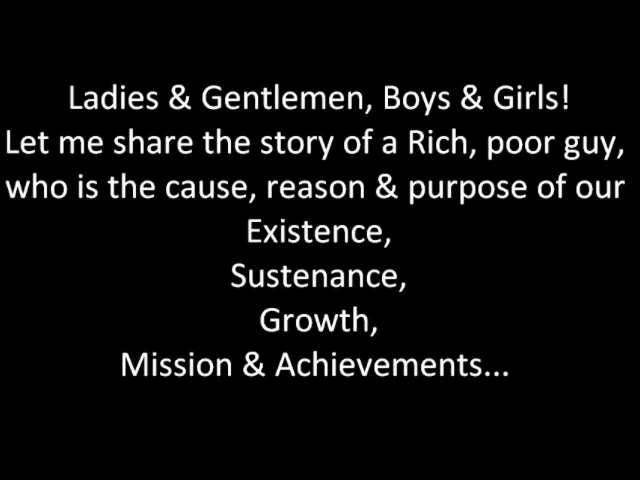 Ladies & Gentlemen, Boys & Girls!
Let me share the story of a Rich, poor guy,
who is the cause, reason & purpose of our
Existence,
Sustenance,
Growth,
Mission & Achievements...